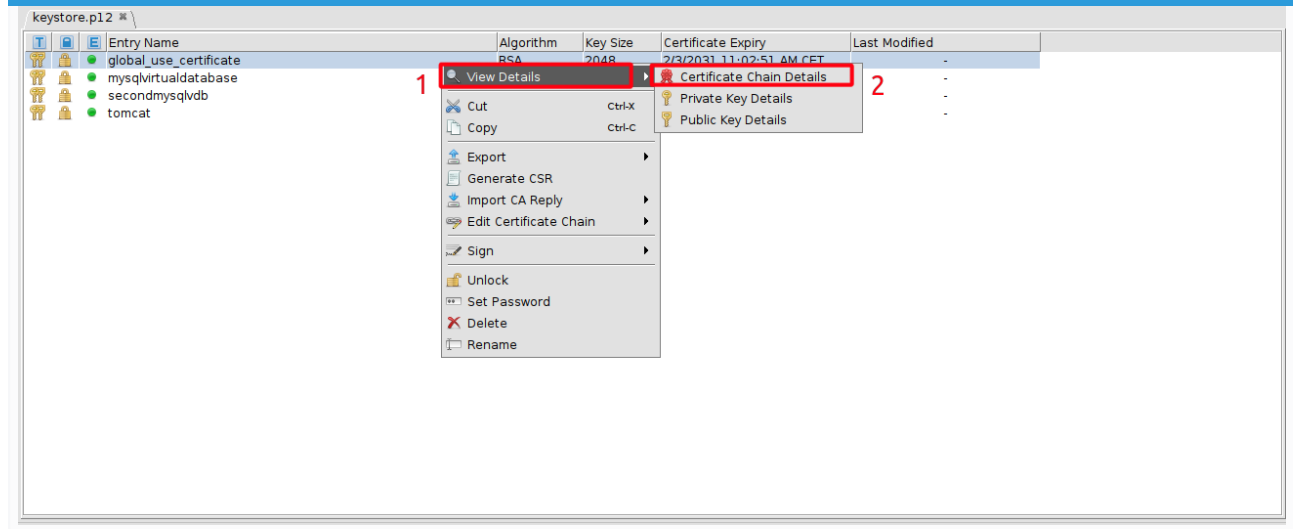 keystore.p12
T E Entry Name Algorithm Key Size Certificate Expiry Last Modified
global_use_certificate RSA 2048 2/3/2031 11:02:51 AM CET -
mysqlvirtualdatabase -
secondmysqlvdb -
tomcat -
1 View Details
2 Certificate Chain Details
Private Key Details
Public Key Details
Cut Ctrl-X
Copy Ctrl-C
Export
Generate CSR
Import CA Reply
Edit Certificate Chain
Sign
Unlock
Set Password
Delete
Rename